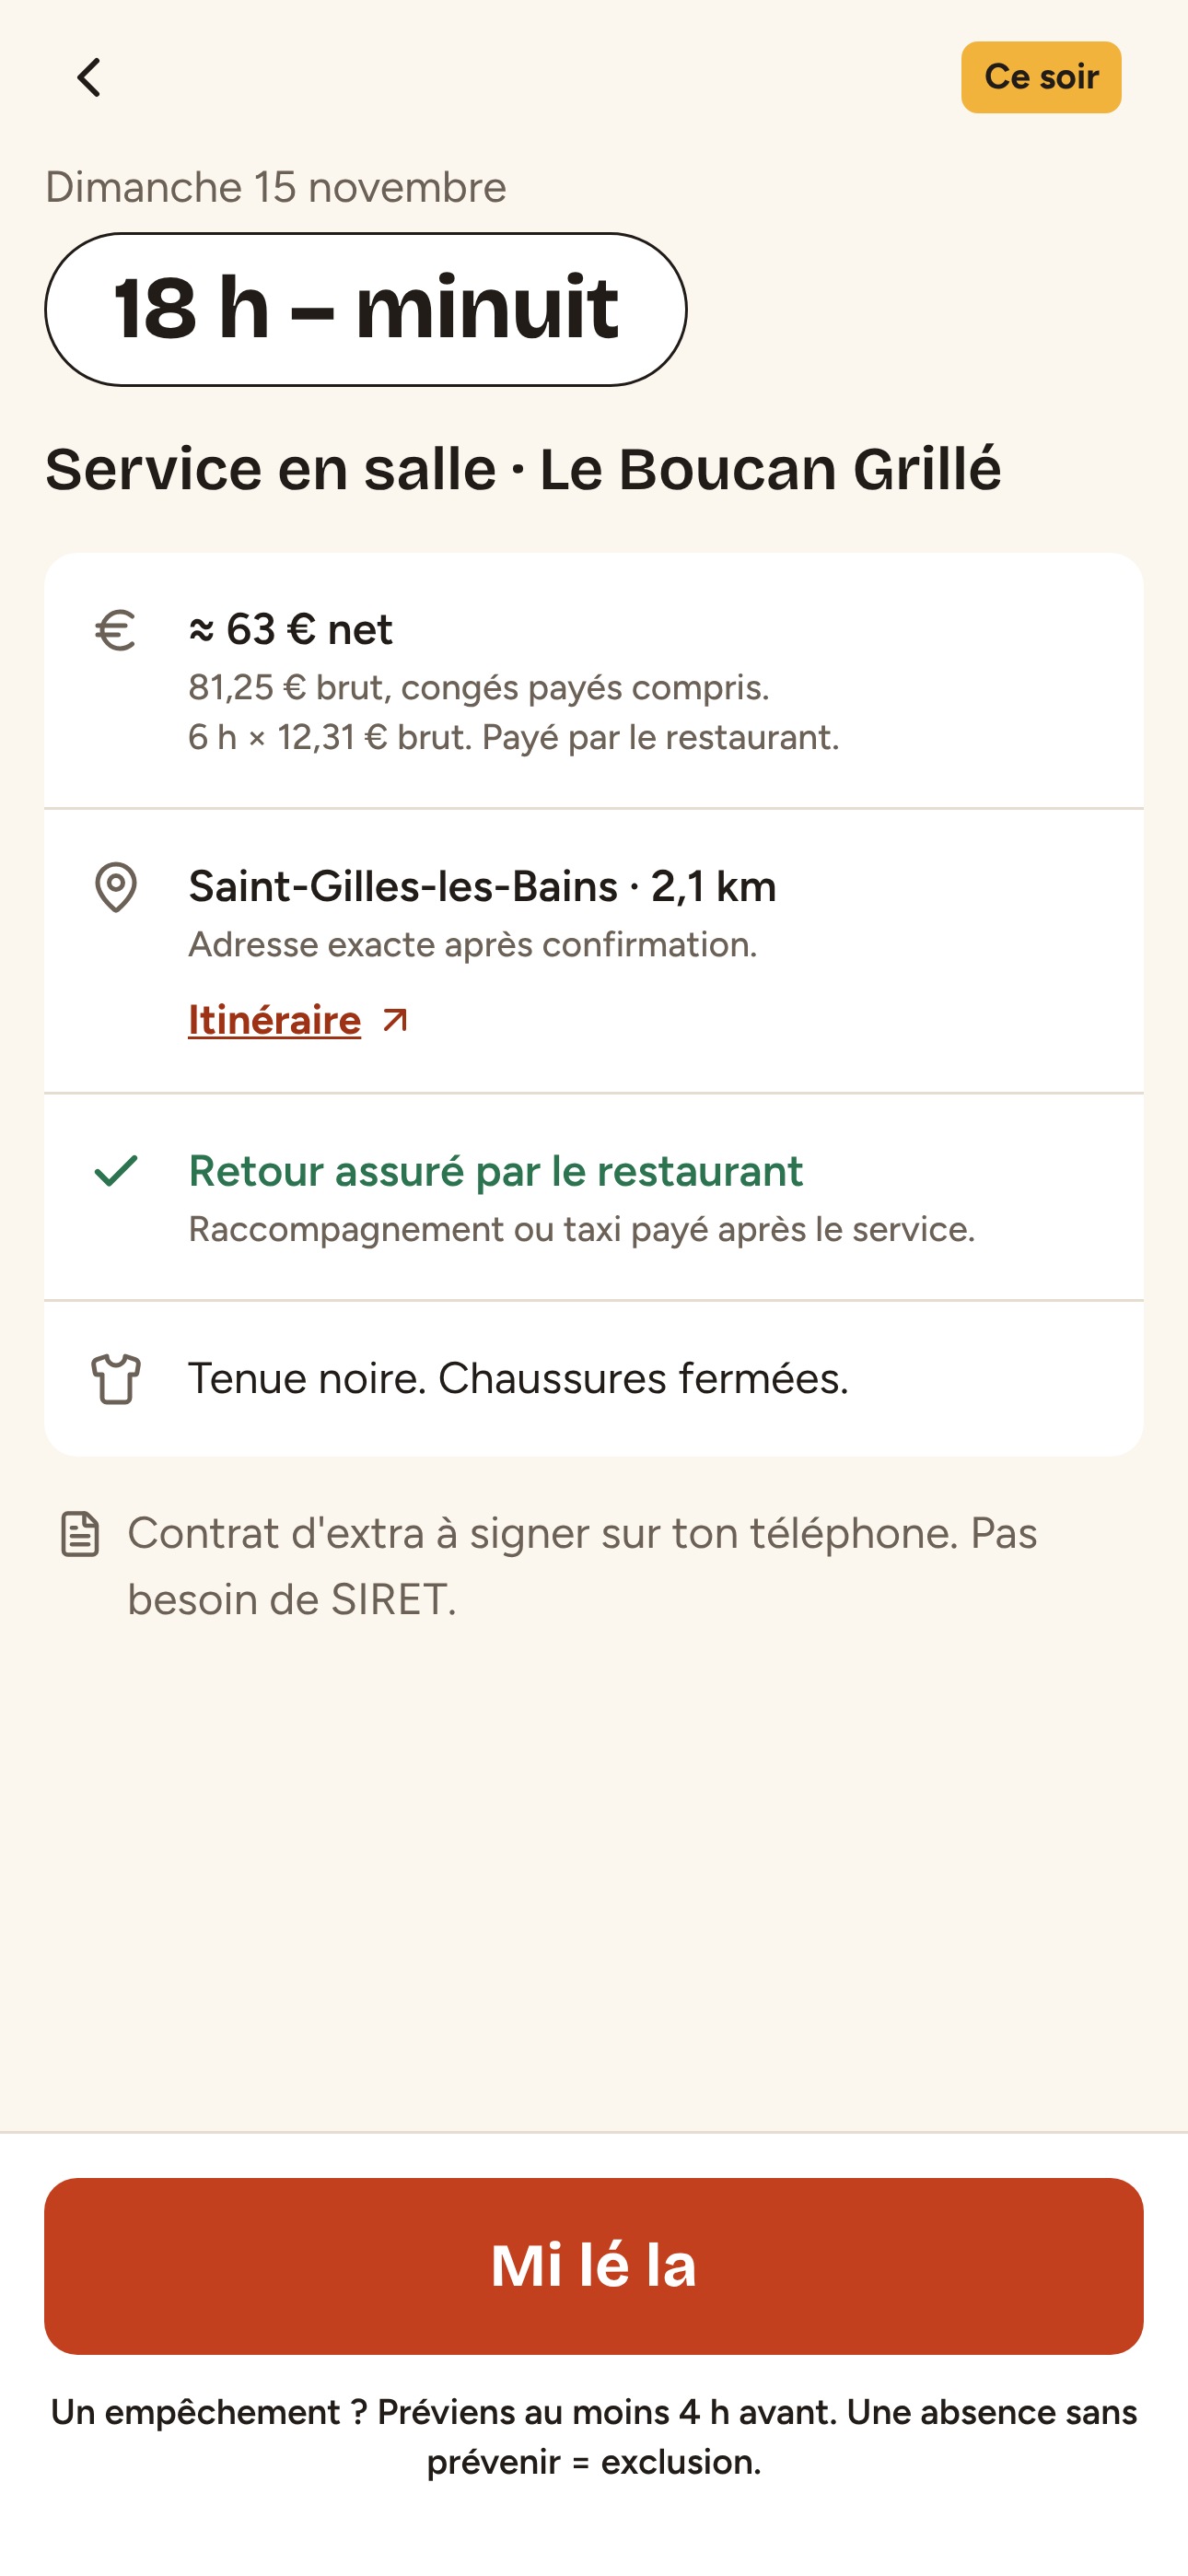 Ce soir
Dimanche 15 novembre
18 h – minuit
Service en salle · Le Boucan Grillé
≈ 63 € net
81,25 € brut, congés payés compris.
6 h × 12,31 € brut. Payé par le restaurant.
Saint-Gilles-les-Bains · 2,1 km
Adresse exacte après confirmation.
Itinéraire
Retour assuré par le restaurant
Raccompagnement ou taxi payé après le service.
Tenue noire. Chaussures fermées.
Contrat d'extra à signer sur ton téléphone. Pas
besoin de SIRET.
Mi lé la
Un empêchement ? Préviens au moins 4 h avant. Une absence sans
prévenir = exclusion.